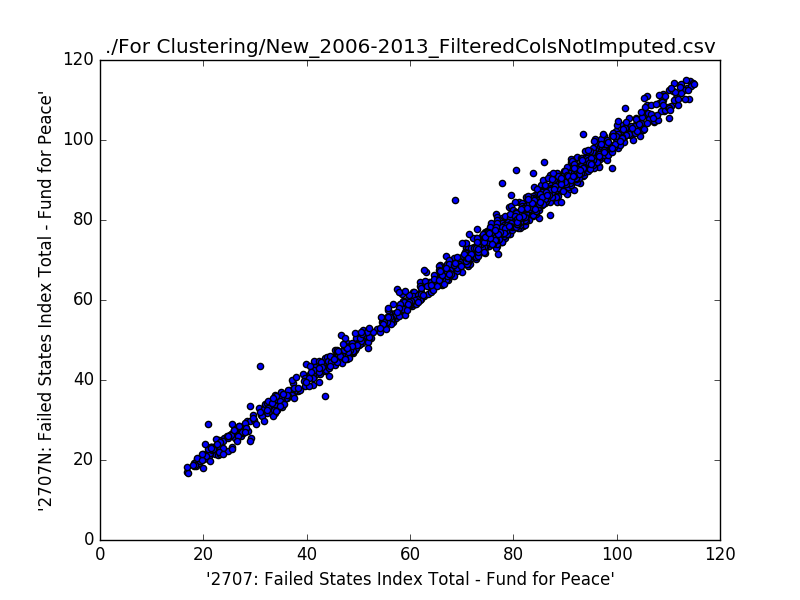 ./For Clustering/New_2006-2013_FilteredColsNotImputed.csv
120
100
80
60
40
20
0
'2707N: Failed States Index Total - Fund for Peace'
0 20 40 60 80 100 120
'2707: Failed States Index Total - Fund for Peace'